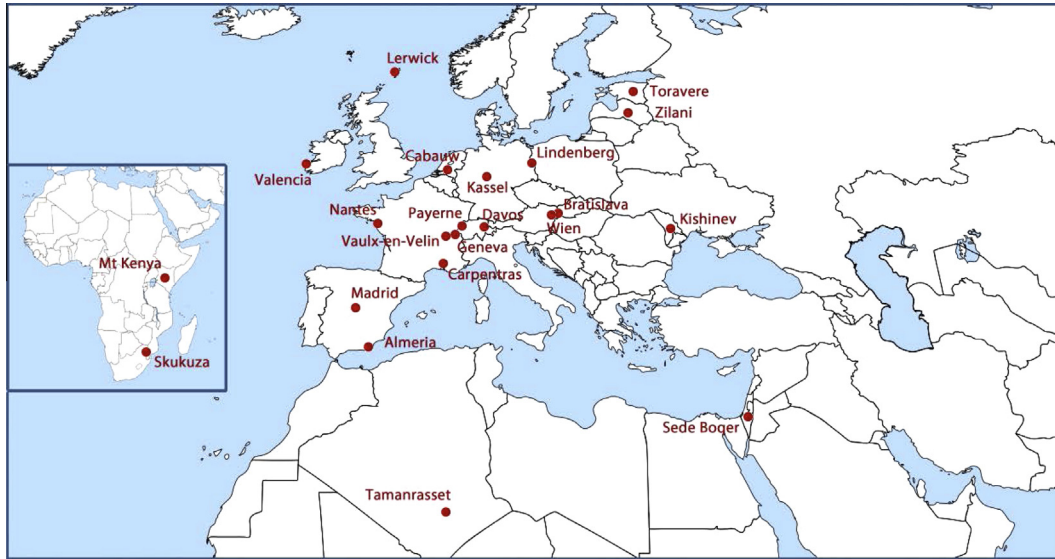 Lerwick
Toravere
Zilani
Cabauw
Lindenberg
Valencia
Kassel
Nantes
Payerne
Davos
Bratislava
Wien
Kishinev
Vaulx-en-Velin
Geneva
Carpentras
Mt Kenya
Madrid
Almeria
Skukuza
Sede Boqer
Tamanrasset